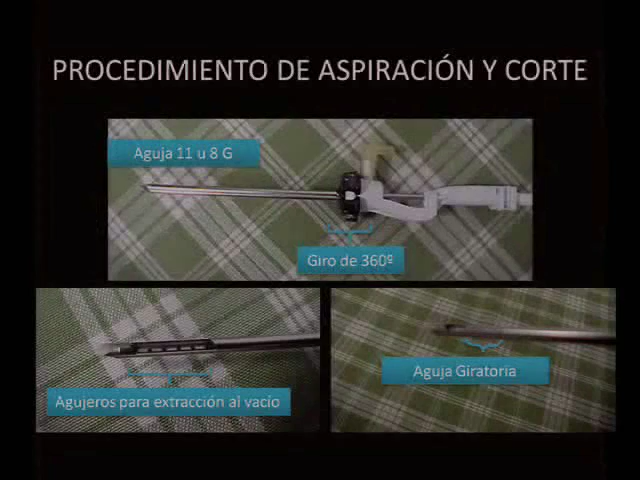 PROCEDIMIENTO DE ASPIRACIÓN Y CORTE
Aguja 11 u 8 G
Giro de 360º
Aguja Giratoria
Agujeros para extracción al vacío